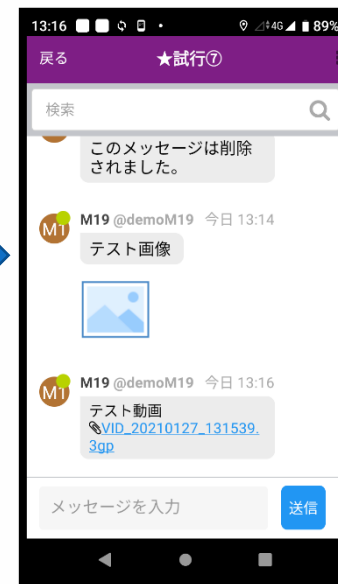 13:16 4G 89%
戻る ★試行⑦
検索
このメッセージは削除
されました。
M1 M19 @demoM19 今日 13:14
テスト画像
M1 M19 @demoM19 今日 13:16
テスト動画
VID_20210127_131539.
3gp
メッセージを入力 送信